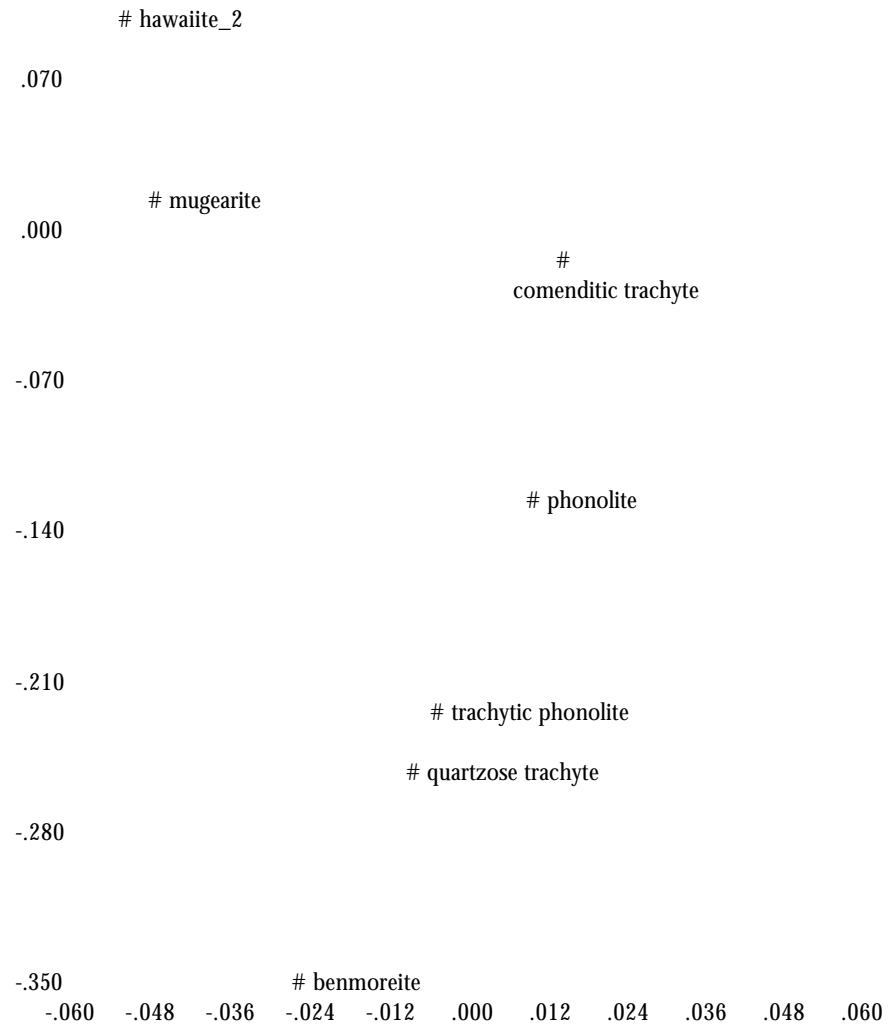 # hawaiite_2
.070
# mugearite
.000
#
comenditic trachyte
-.070
# phonolite
-.140
-.210
# trachytic phonolite
# quartzose trachyte
-.280
-.350 # benmoreite
-.060 -.048 -.036 -.024 -.012 .000 .012 .024 .036 .048 .060